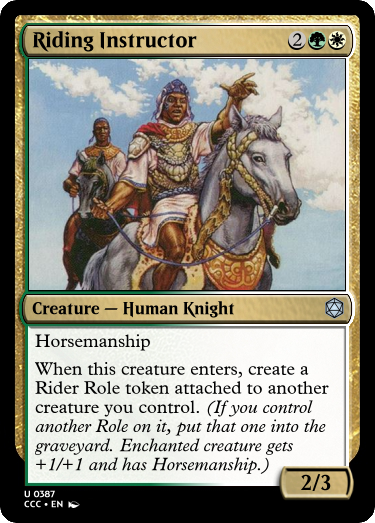 Riding Instructor 2
Creature — Human Knight
Horsemanship
When this creature enters, create a
Rider Role token attached to another
creature you control. (If you control
another Role on it, put that one into the
graveyard. Enchanted creature gets
+1/+1 and has Horsemanship.)
2/3
U 0387
CCC • EN